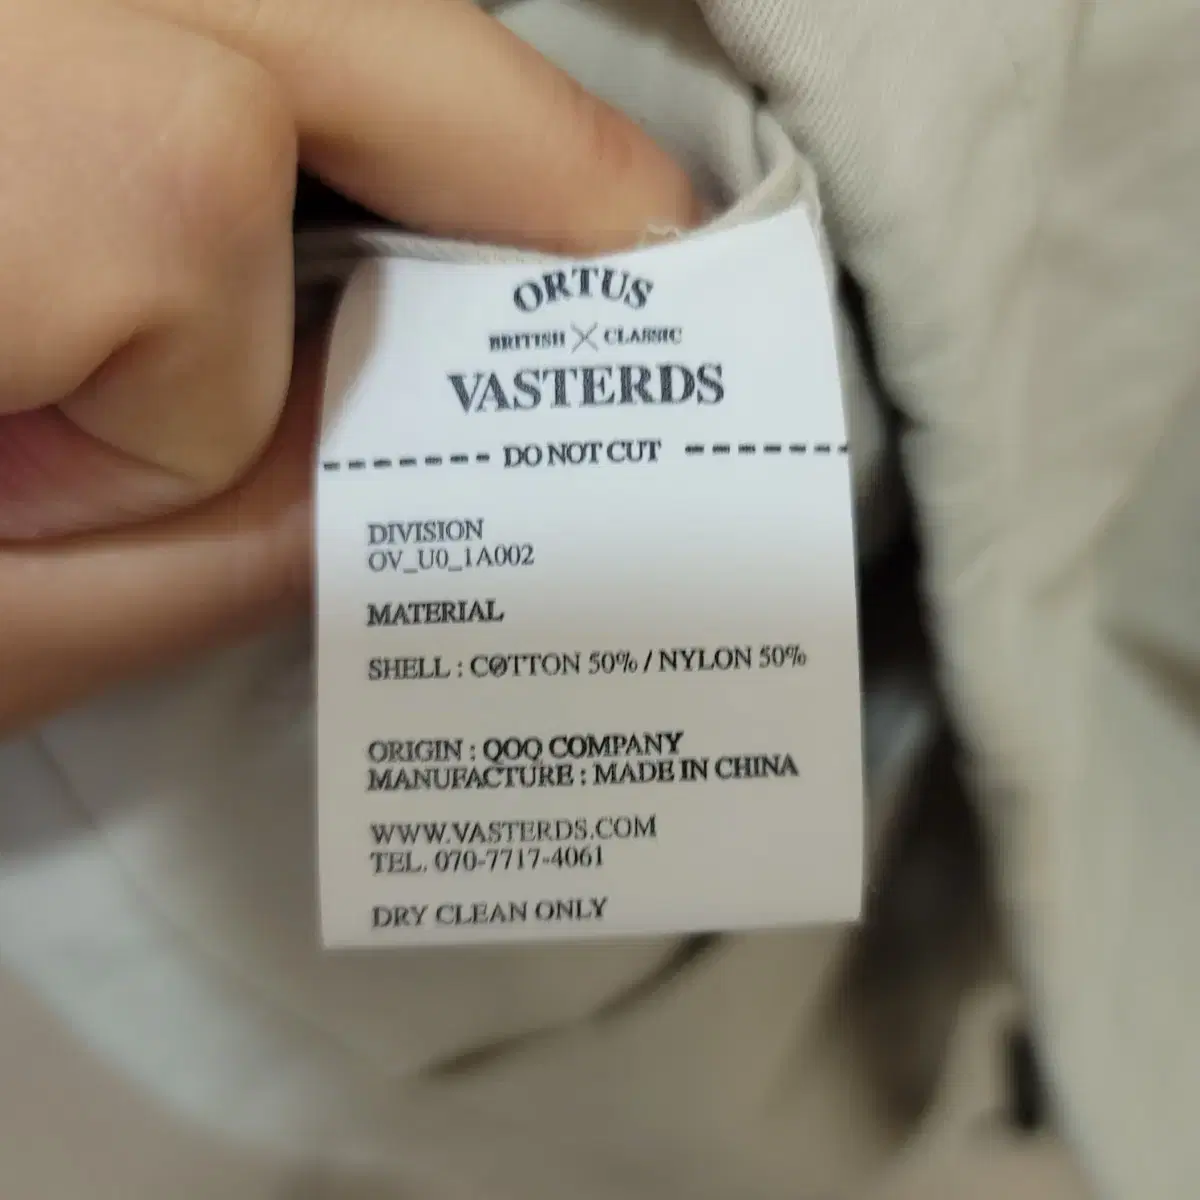 ORTUS
BRITISH X CLASSIC
VASTERDS
------- DO NOT CUT -------
DIVISION
OV_U0_1A002
MATERIAL
SHELL : COTTON 50% / NYLON 50%
ORIGIN : QOQ COMPANY
MANUFACTURE : MADE IN CHINA
WWW.VASTERDS.COM
TEL. 070-7717-4061
DRY CLEAN ONLY